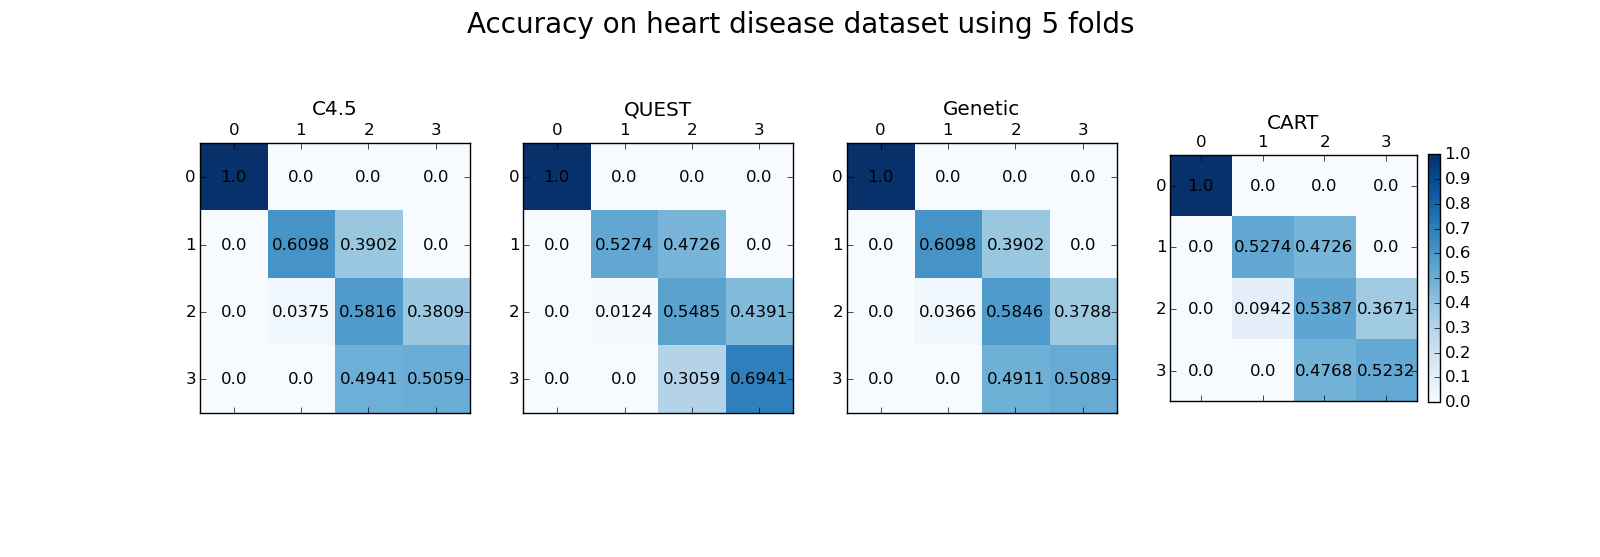 Accuracy on heart disease dataset using 5 folds
C4.5
0 1 2 3
0 1.0 0.0 0.0 0.0
1 0.0 0.6098 0.3902 0.0
2 0.0 0.0375 0.5816 0.3809
3 0.0 0.0 0.4941 0.5059
QUEST
0 1 2 3
0 1.0 0.0 0.0 0.0
1 0.0 0.5274 0.4726 0.0
2 0.0 0.0124 0.5485 0.4391
3 0.0 0.0 0.3059 0.6941
Genetic
0 1 2 3
0 1.0 0.0 0.0 0.0
1 0.0 0.6098 0.3902 0.0
2 0.0 0.0366 0.5846 0.3788
3 0.0 0.0 0.4911 0.5089
CART
0 1 2 3
0 1.0 0.0 0.0 0.0
1 0.0 0.5274 0.4726 0.0
2 0.0 0.0942 0.5387 0.3671
3 0.0 0.0 0.4768 0.5232
1.0
0.9
0.8
0.7
0.6
0.5
0.4
0.3
0.2
0.1
0.0